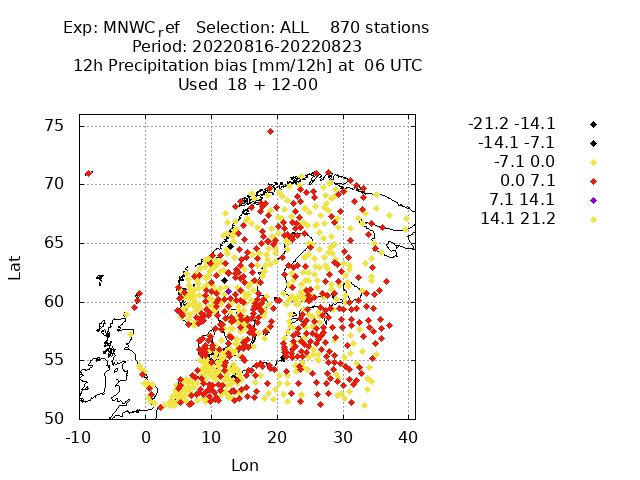 Exp: MNWCref Selection: ALL 870 stations
Period: 20220816-20220823
12h Precipitation bias [mm/12h] at 06 UTC
Used 18 + 12-00
-21.2 -14.1
-14.1 -7.1
-7.1 0.0
0.0 7.1
7.1 14.1
14.1 21.2
75
70
65
60
55
50
Lat
-10 0 10 20 30 40
Lon